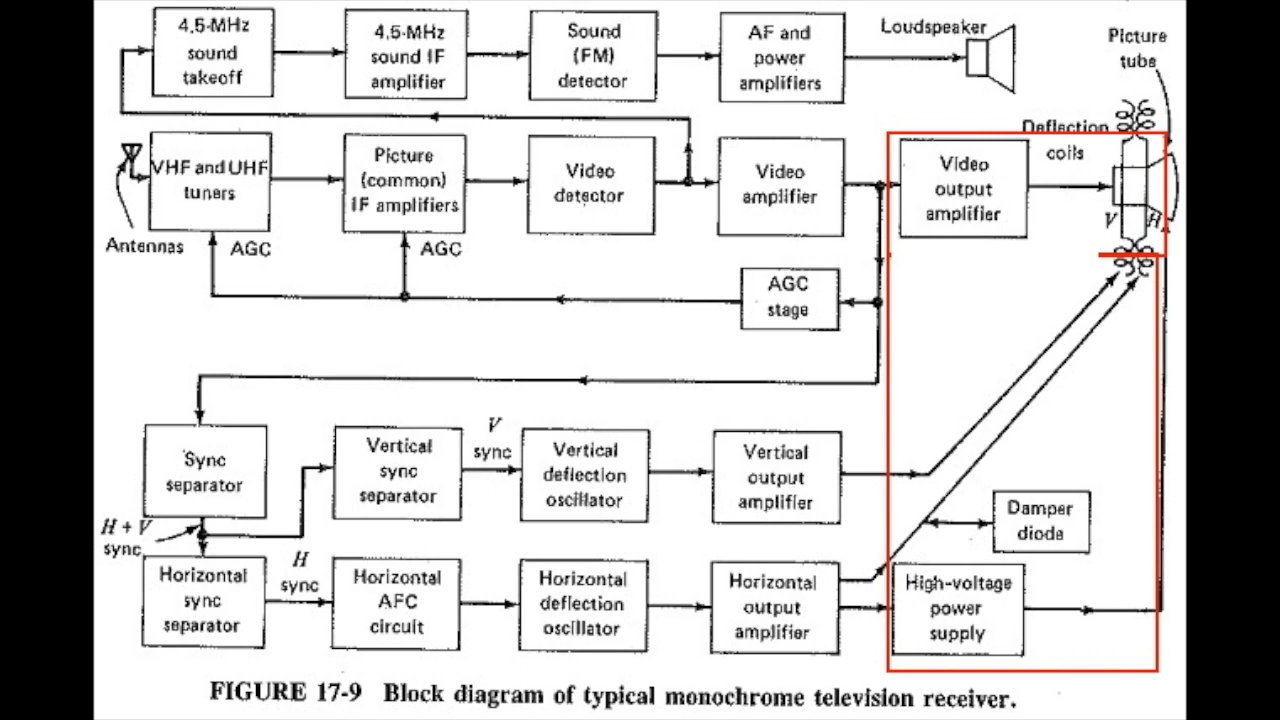 4.5-MHz
sound
takeoff
4.5-MHz
sound IF
amplifier
Sound
(FM)
detector
AF and
power
amplifiers
Loudspeaker
Picture
tube
Deflection
coils
VHF and UHF
tuners
Picture
(common)
IF amplifiers
Video
detector
Video
amplifier
Video
output
amplifier
V
H
Antennas
AGC
AGC
AGC
stage
Sync
separator
Vertical
sync
separator
V
sync
Vertical
deflection
oscillator
Vertical
output
amplifier
Damper
diode
H + V
sync
Horizontal
sync
separator
H
sync
Horizontal
AFC
circuit
Horizontal
deflection
oscillator
Horizontal
output
amplifier
High-voltage
power
supply
FIGURE 17-9 Block diagram of typical monochrome television receiver.